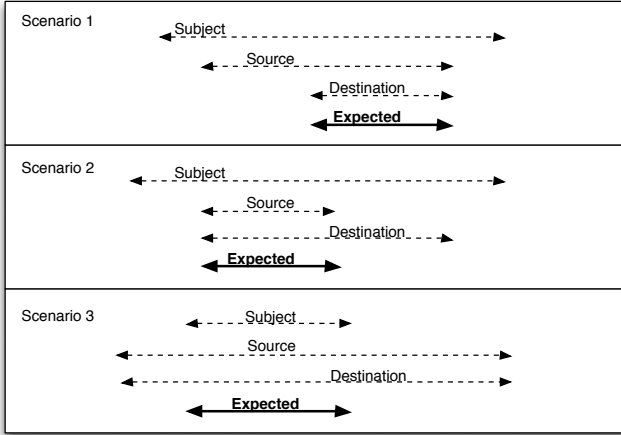 Scenario 1
Subject
Source
Destination
Expected
Scenario 2
Subject
Source
Destination
Expected
Scenario 3
Subject
Source
Destination
Expected